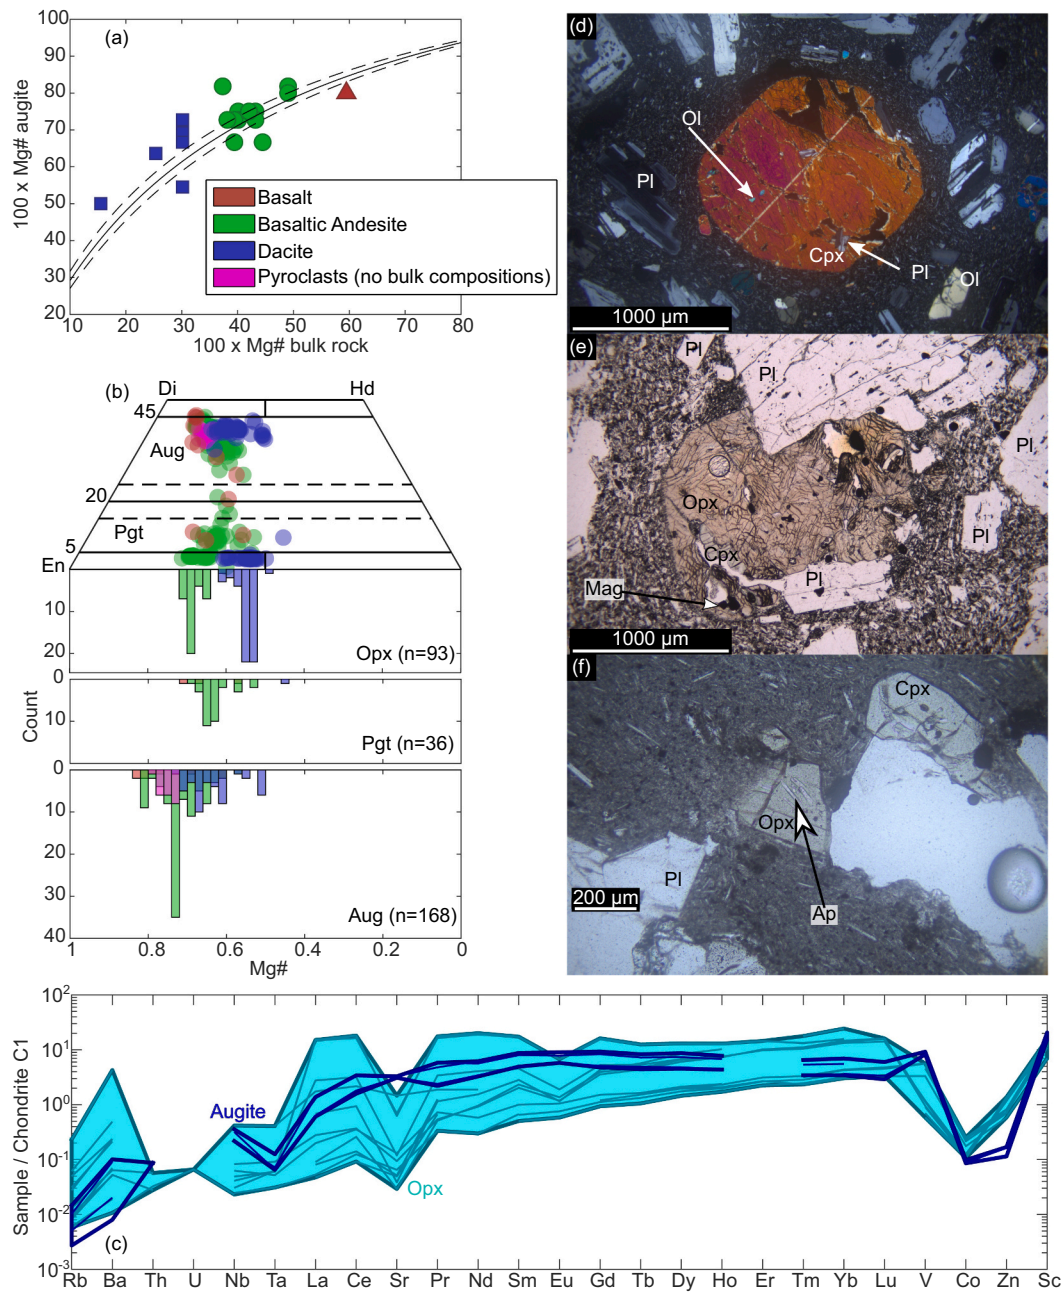 (a)
100
90
80
70
60
50
40
30
20
100 x Mg# augite
10
20
30
40
50
60
70
80
100 x Mg# bulk rock
Basalt
Basaltic Andesite
Dacite
Pyroclasts (no bulk compositions)
(b)
Di
Hd
45
Aug
20
Pgt
5
En
Fs
10
20
Opx (n=93)
0
10
Pgt (n=36)
0
10
20
30
40
Aug (n=168)
Count
1
0.8
0.6
0.4
0.2
0
Mg#
(d)
Ol
Pl
Cpx
Pl
Ol
1000 µm
(e)
Pl
Pl
Pl
Opx
Pl
Cpx
Pl
Mag
1000 µm
(f)
Cpx
Opx
Pl
Ap
200 µm
10²
10¹
10⁰
10⁻¹
10⁻²
10⁻³
Sample / Chondrite C1
Augite
Opx
(c)
Rb Ba Th U Nb Ta La Ce Sr Pr Nd Sm Eu Gd Tb Dy Ho Er Tm Yb Lu V Co Zn Sc